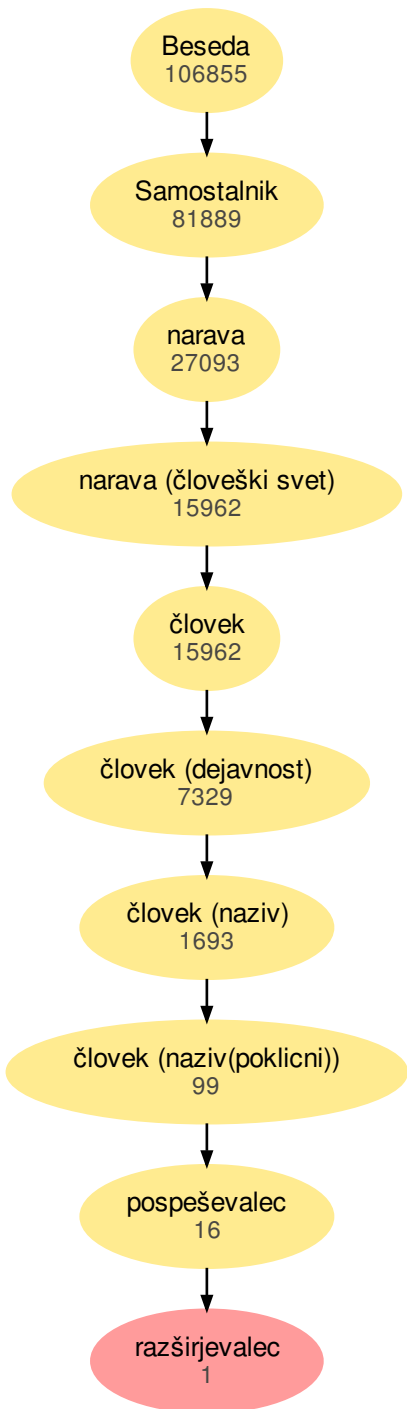 Beseda
106855
Samostalnik
81889
narava
27093
narava (človeški svet)
15962
človek
15962
človek (dejavnost)
7329
človek (naziv)
1693
človek (naziv(poklicni))
99
pospeševalec
16
razširjevalec
1